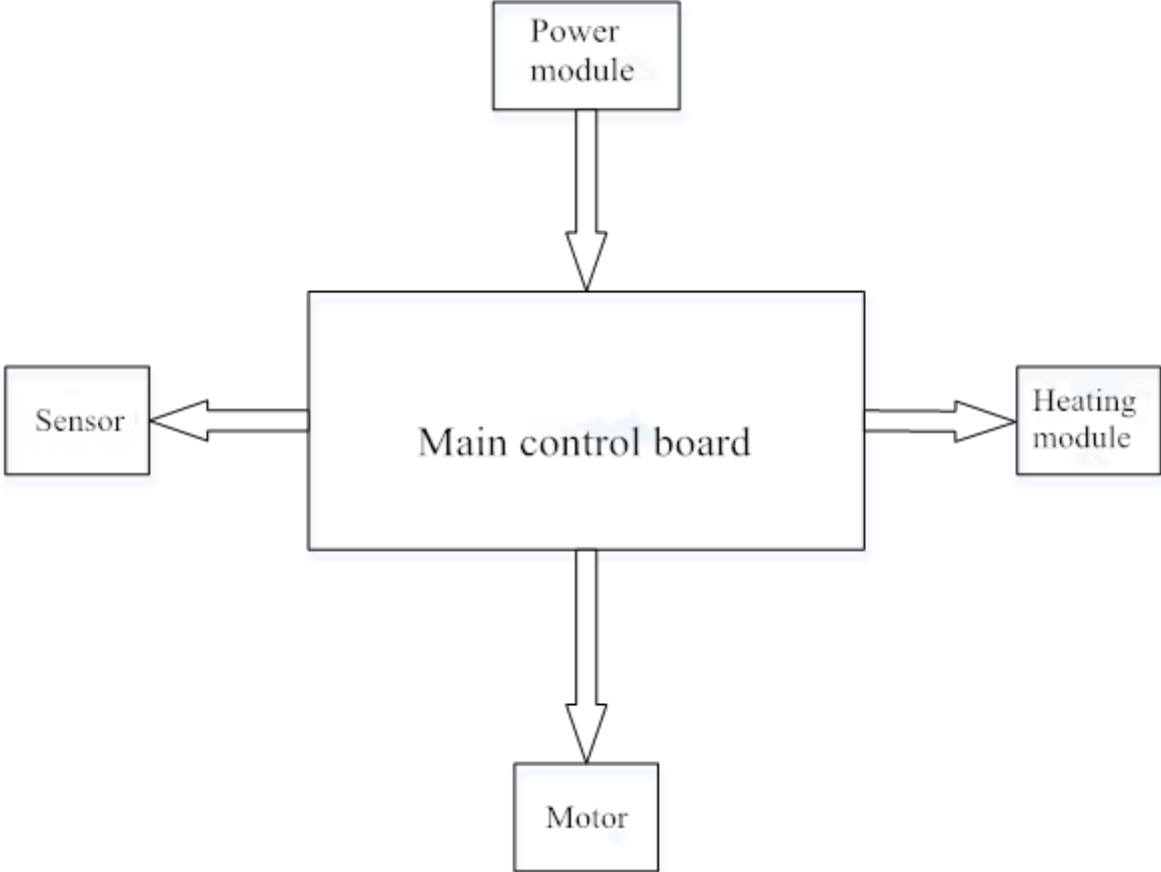 Power
module
Sensor
Main control board
Heating
module
Motor